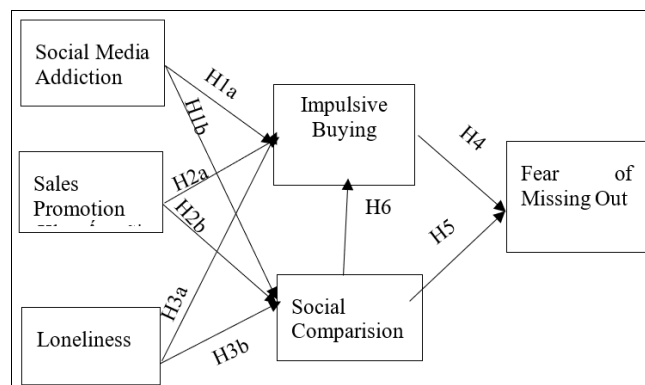 Social Media
Addiction
H1a
H1b
Impulsive
Buying
H4
Sales
Promotion
H2a
H2b
H6
Fear of
Missing Out
H5
H3a
Loneliness
H3b
Social
Comparision